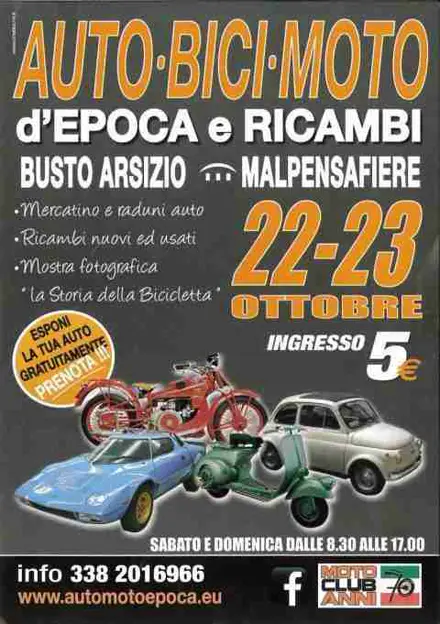 AUTO·BICI·MOTO
d'EPOCA e RICAMBI
BUSTO ARSIZIO MALPENSAFIERE
·Mercatino e raduni auto
·Ricambi nuovi ed usati
·Mostra fotografica
"la Storia della Bicicletta"
22-23
OTTOBRE
INGRESSO 5€
ESPONI
LA TUA AUTO
GRATUITAMENTE
PRENOTA !!!
SABATO E DOMENICA DALLE 8.30 ALLE 17.00
info 338 2016966
www.automotoepoca.eu
f
MOTO
CLUB
ANNI 70